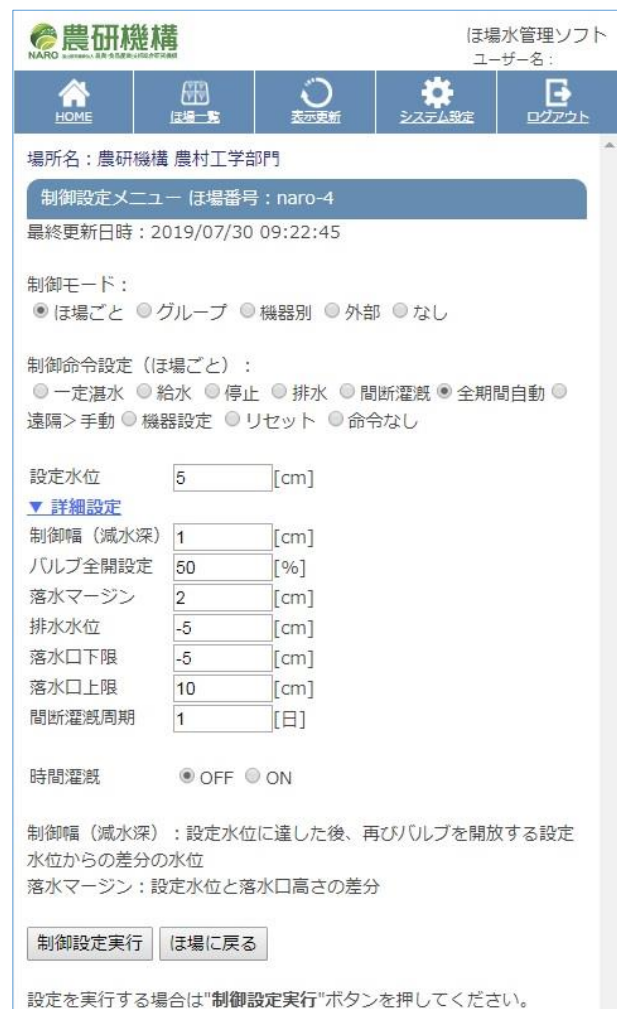 農研機構
NARO
ほ場水管理ソフト
ユーザー名：
HOME
ほ場一覧
表示更新
システム設定
ログアウト
場所名：農研機構 農村工学部門
制御設定メニュー ほ場番号：naro-4
最終更新日時：2019/07/30 09:22:45
制御モード：
ほ場ごと グループ 機器別 外部 なし
制御命令設定（ほ場ごと）：
一定湛水 給水 停止 排水 間断灌漑 全期間自動
遠隔>手動 機器設定 リセット 命令なし
設定水位 5 [cm]
▼ 詳細設定
制御幅（減水深） 1 [cm]
バルブ全開設定 50 [%]
落水マージン 2 [cm]
排水水位 -5 [cm]
落水口下限 -5 [cm]
落水口上限 10 [cm]
間断灌漑周期 1 [日]
時間灌漑 OFF ON
制御幅（減水深）：設定水位に達した後、再びバルブを開放する設定
水位からの差分の水位
落水マージン：設定水位と落水口高さの差分
制御設定実行 ほ場に戻る
設定を実行する場合は"制御設定実行"ボタンを押してください。